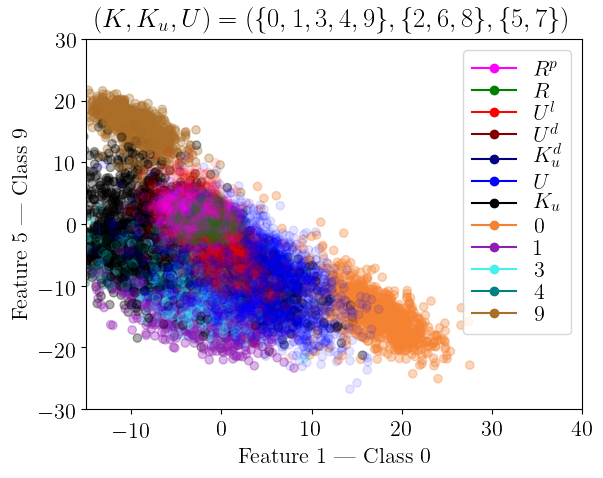 (K, K_u, U) = ({0, 1, 3, 4, 9}, {2, 6, 8}, {5, 7})
30
20
10
0
−10
−20
−30
Feature 5 — Class 9
R^p
R
U^l
U^d
K_u^d
U
K_u
0
1
3
4
9
−10
0
10
20
30
40
Feature 1 — Class 0